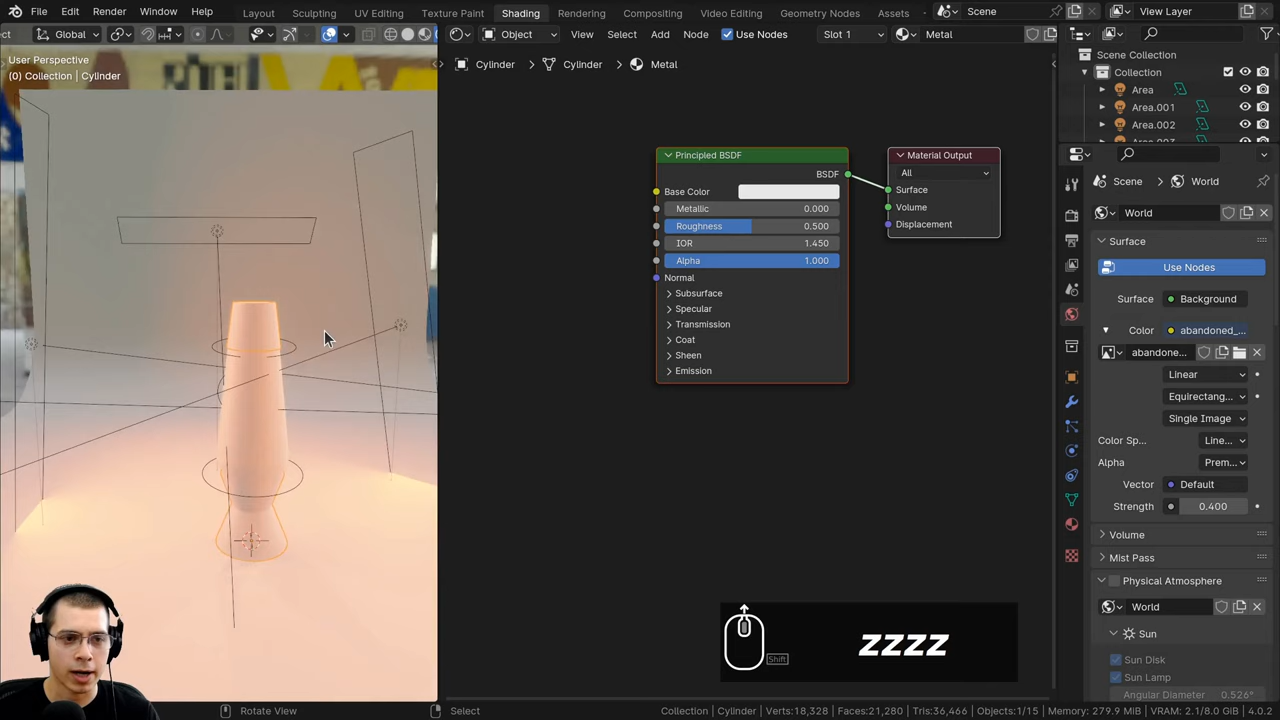 File Edit Render Window Help Layout Sculpting UV Editing Texture Paint Shading Rendering Compositing Video Editing Geometry Nodes Assets Scene View Layer
ect Global Object View Select Add Node Use Nodes Slot 1 Metal
User Perspective
(0) Collection | Cylinder
Cylinder > Cylinder > Metal
Principled BSDF
BSDF
Base Color
Metallic 0.000
Roughness 0.500
IOR 1.450
Alpha 1.000
Normal
Subsurface
Specular
Transmission
Coat
Sheen
Emission
Material Output
All
Surface
Volume
Displacement
Scene Collection
Collection
Area
Area.001
Area.002
Scene > World
World
Surface
Use Nodes
Surface Background
Color abandoned_...
abandone...
Linear
Equirectang...
Single Image
Color Sp... Line...
Alpha Prem...
Vector Default
Strength 0.400
Volume
Mist Pass
Physical Atmosphere
World
Sun
Sun Disk
Sun Lamp
Angular Diameter 0.526°
Shift
zzzz
Rotate View Select Collection | Cylinder | Verts:18,328 | Faces:21,280 | Tris:36,466 | Objects:1/15 | Memory: 279.9 MiB | VRAM: 2.1/8.0 GiB | 4.0.2